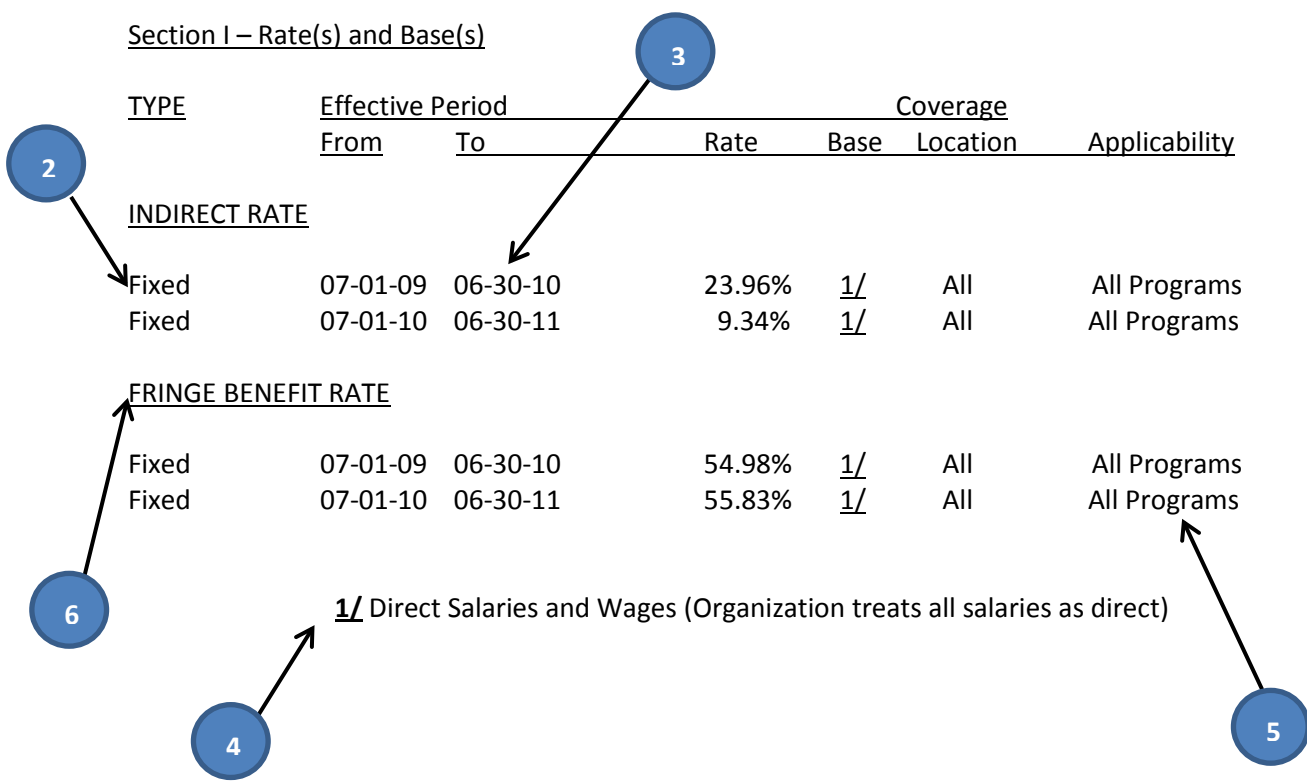 Section I – Rate(s) and Base(s)
3
TYPE Effective Period Coverage
From To Rate Base Location Applicability
2
INDIRECT RATE
Fixed 07-01-09 06-30-10 23.96% 1/ All All Programs
Fixed 07-01-10 06-30-11 9.34% 1/ All All Programs
FRINGE BENEFIT RATE
Fixed 07-01-09 06-30-10 54.98% 1/ All All Programs
Fixed 07-01-10 06-30-11 55.83% 1/ All All Programs
6
1/ Direct Salaries and Wages (Organization treats all salaries as direct)
4
5